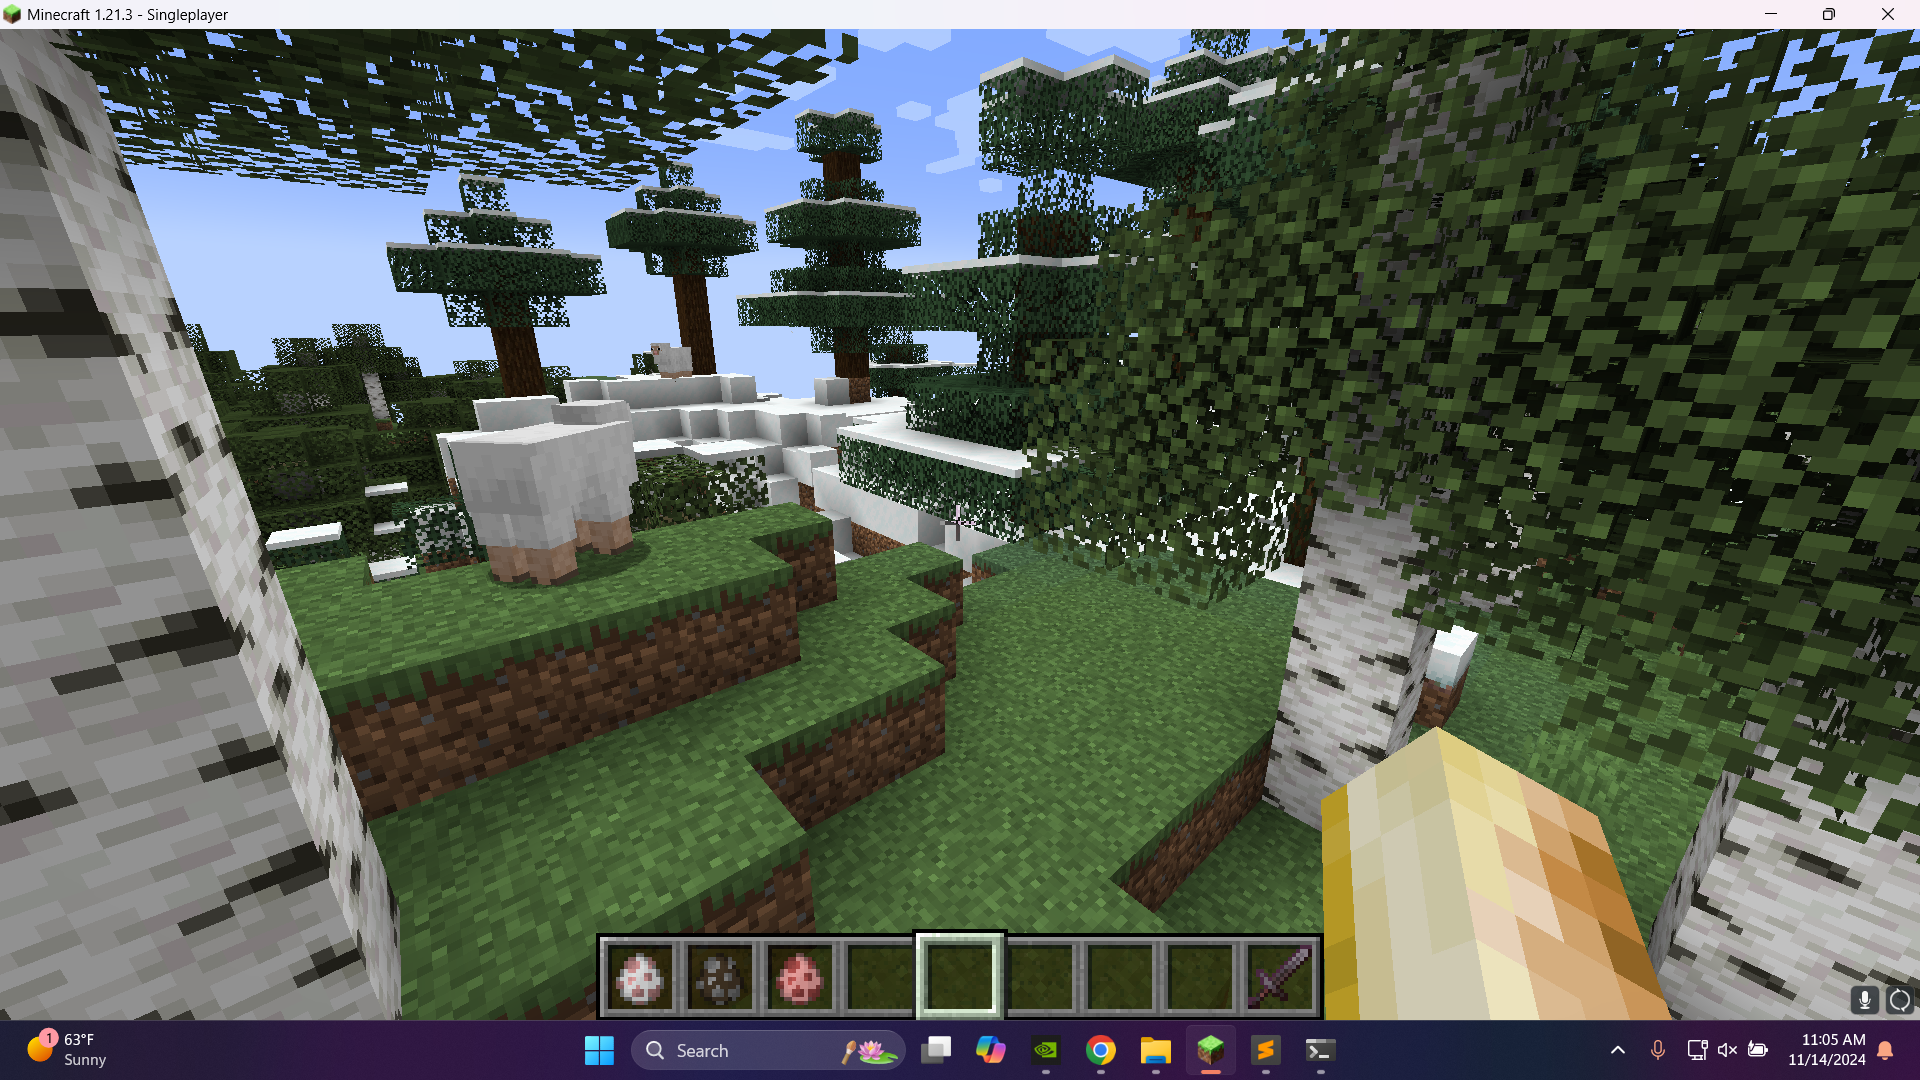 Minecraft 1.21.3 - Singleplayer
1
63°F
Sunny
Search
11:05 AM
11/14/2024